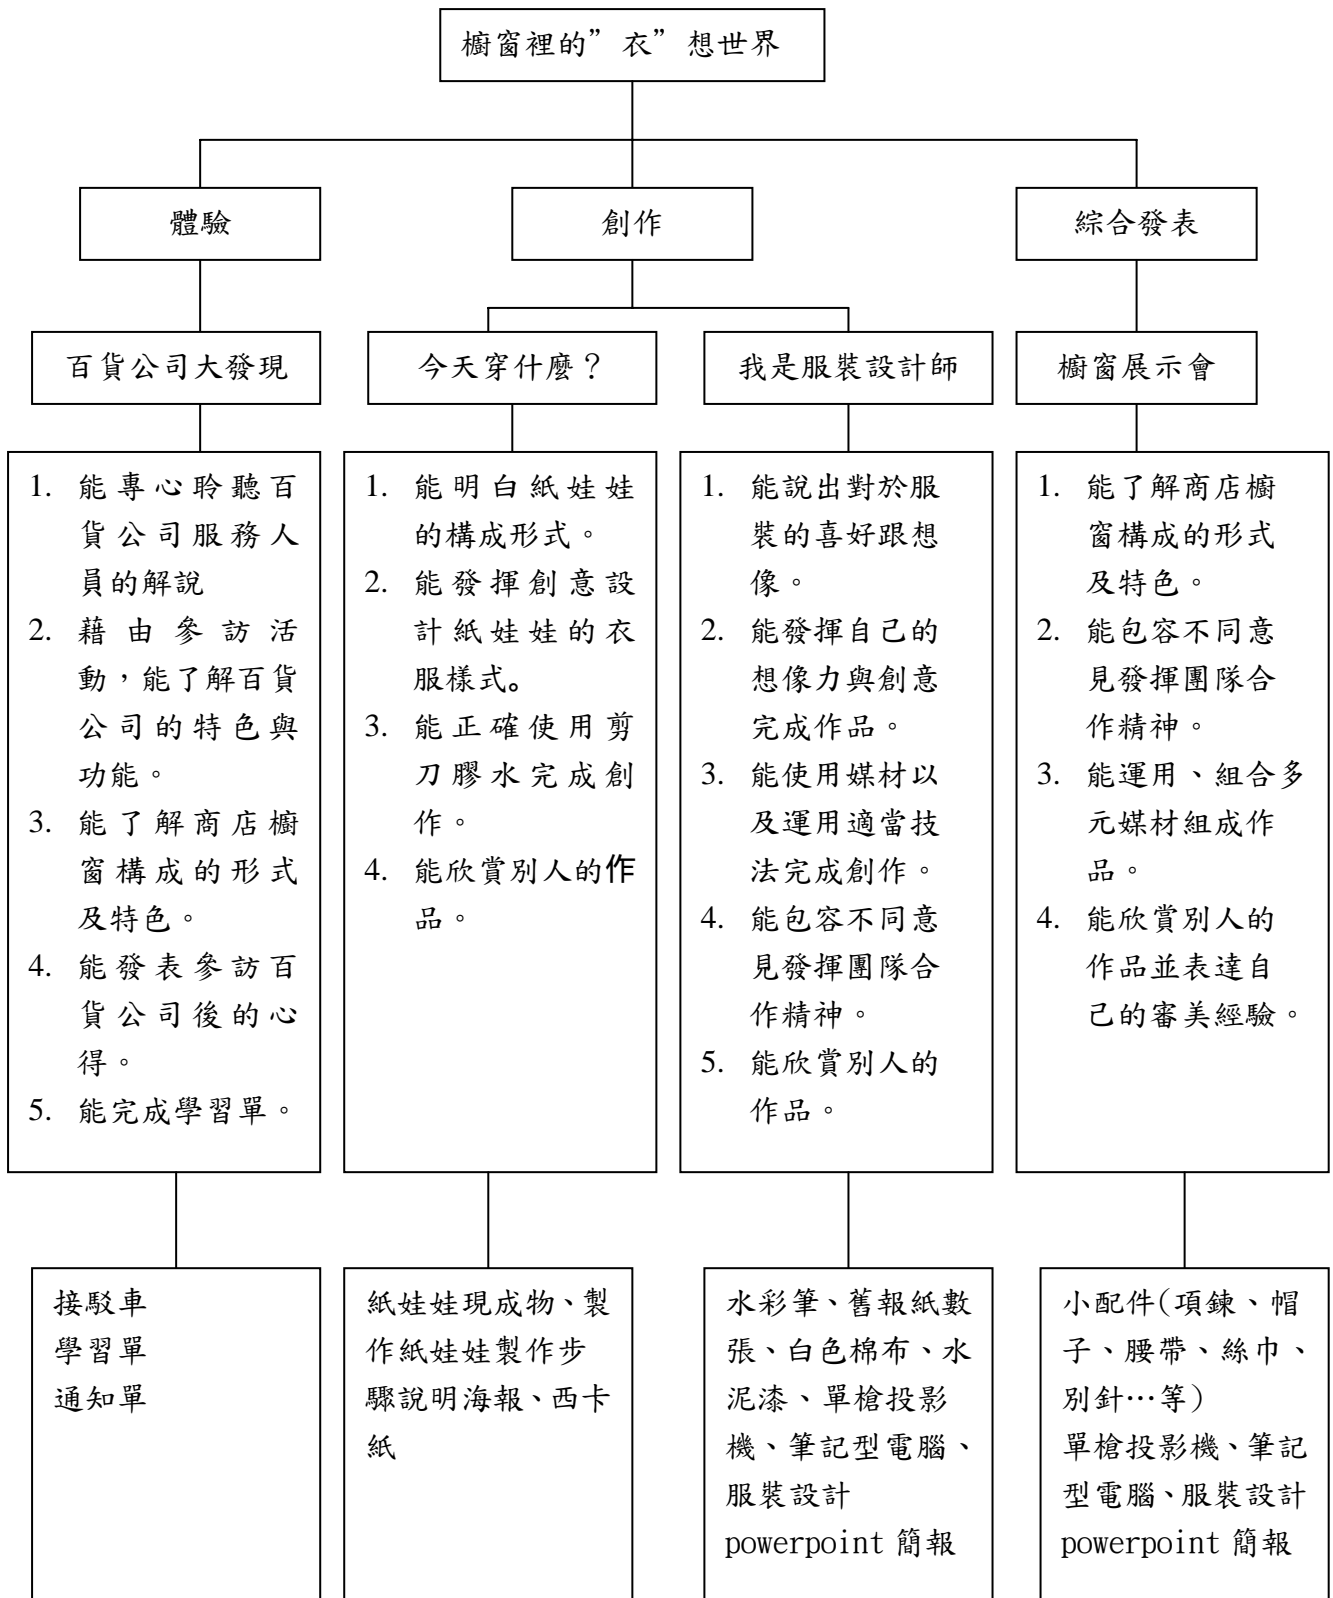 櫥窗裡的”衣”想世界
體驗
創作
綜合發表
百貨公司大發現
今天穿什麼？
我是服裝設計師
櫥窗展示會
1. 能專心聆聽百
貨公司服務人
員的解說
2. 藉由參訪活
動，能了解百貨
公司的特色與
功能。
3. 能了解商店櫥
窗構成的形式
及特色。
4. 能發表參訪百
貨公司後的心
得。
5. 能完成學習單。
1. 能明白紙娃娃
的構成形式。
2. 能發揮創意設
計紙娃娃的衣
服樣式。
3. 能正確使用剪
刀膠水完成創
作。
4. 能欣賞別人的作
品。
1. 能說出對於服
裝的喜好跟想
像。
2. 能發揮自己的
想像力與創意
完成作品。
3. 能使用媒材以
及運用適當技
法完成創作。
4. 能包容不同意
見發揮團隊合
作精神。
5. 能欣賞別人的
作品。
1. 能了解商店櫥
窗構成的形式
及特色。
2. 能包容不同意
見發揮團隊合
作精神。
3. 能運用、組合多
元媒材組成作
品。
4. 能欣賞別人的
作品並表達自
己的審美經驗。
接駁車
學習單
通知單
紙娃娃現成物、製
作紙娃娃製作步
驟說明海報、西卡
紙
水彩筆、舊報紙數
張、白色棉布、水
泥漆、單槍投影
機、筆記型電腦、
服裝設計
powerpoint 簡報
小配件(項鍊、帽
子、腰帶、絲巾、
別針…等)
單槍投影機、筆記
型電腦、服裝設計
powerpoint 簡報